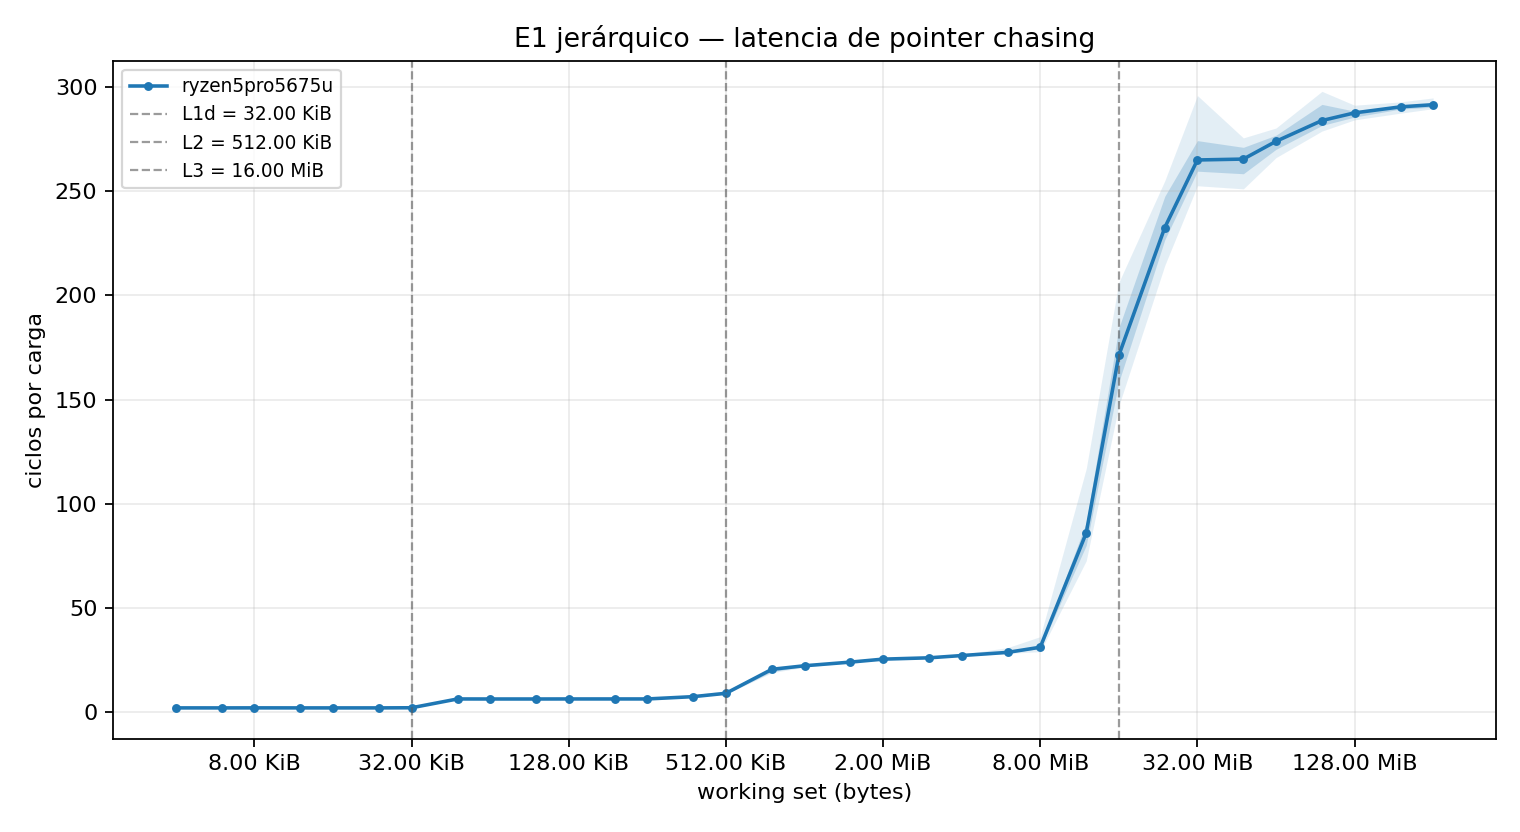 E1 jerárquico — latencia de pointer chasing
ryzen5pro5675u
L1d = 32.00 KiB
L2 = 512.00 KiB
L3 = 16.00 MiB
300
250
200
150
100
50
0
ciclos por carga
8.00 KiB 32.00 KiB 128.00 KiB 512.00 KiB 2.00 MiB 8.00 MiB 32.00 MiB 128.00 MiB
working set (bytes)